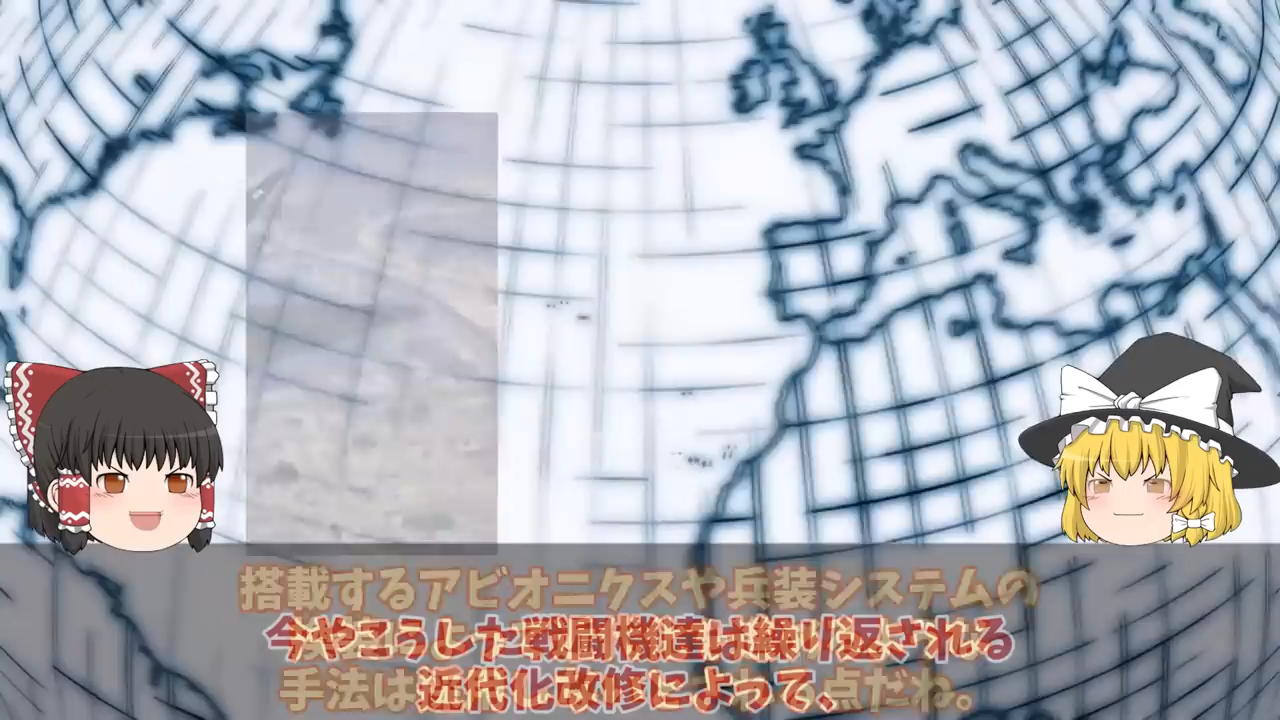 搭載するアビオニクスや兵装システムの
今やこうした戦闘機達は繰り返される
手法は
近代化改修によって、
点だね。